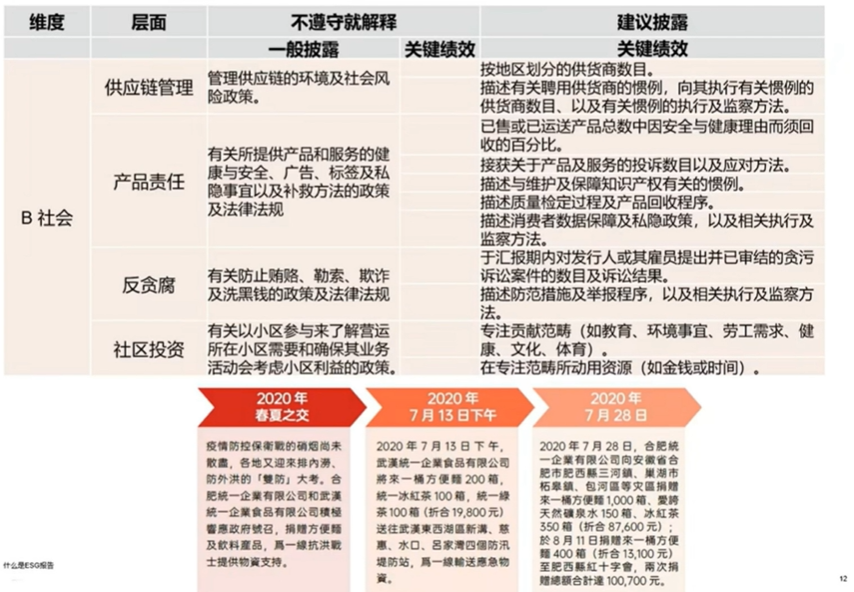 维度 层面 不遵守就解释 建议披露
一般披露 关键绩效 关键绩效
B 社会
供应链管理
管理供应链的环境及社会风
险政策。
按地区划分的供货商数目。
描述有关聘用供货商的惯例,向其执行有关惯例的
供货商数目、以及有关惯例的执行及监察方法。
产品责任
有关所提供产品和服务的健
康与安全、广告、标签及私
隐事宜以及补救方法的政策
及法律法规
已售或已运送产品总数中因安全与健康理由而须回
收的百分比。
接获关于产品及服务的投诉数目以及应对方法。
描述与维护及保障知识产权有关的惯例。
描述质量检定过程及产品回收程序。
描述消费者数据保障及私隐政策,以及相关执行及
监察方法。
反贪腐
有关防止贿赂、勒索、欺诈
及洗黑钱的政策及法律法规
于汇报期内对发行人或其雇员提出并已审结的贪污
诉讼案件的数目及诉讼结果。
描述防范措施及举报程序,以及相关执行及监察方
法。
社区投资
有关以小区参与来了解营运
所在小区需要和确保其业务
活动会考虑小区利益的政策。
专注贡献范畴(如教育、环境事宜、劳工需求、健
康、文化、体育)。
在专注范畴所动用资源(如金钱或时间)。
2020 年
春夏之交
疫情防控保衛戰的硝烟尚未
散盡,各地又迎來排內澇、
防外洪的「雙防」大考。合
肥統一企業有限公司和武漢
統一企業食品有限公司積極
響應政府號召,捐贈方便麵
及飲料產品,爲一線抗洪戰
士提供物資支持。
2020 年
7 月 13 日下午
2020 年 7 月 13 日下午,
武漢統一企業食品有限公司
將來一桶方便麵 200 箱,
統一冰紅茶 100 箱,統一綠
茶 100 箱(折合 19,800 元)
送往武漢東西湖區新溝、慈
惠、水口、呂家灣四個防汛
堤防站,爲一線輸送應急物
資。
2020 年
7 月 28 日
2020 年 7 月 28 日,合肥統
一企業有限公司向安徽省合
肥市肥西縣三河鎮、巢湖市
柘皋鎮、包河區等灾區捐贈
來一桶方便麵 1,000 箱、愛誇
天然礦泉水 150 箱、冰紅茶
350 箱(折合 87,600 元);
於 8 月 11 日捐贈來一桶方便
麵 400 箱(折合 13,100 元)
至肥西縣紅十字會,兩次捐
贈總額合計達 100,700 元。
什么是ESG报告
12